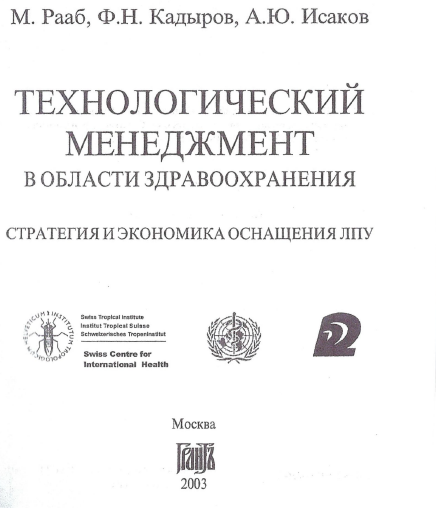 М. Рааб, Ф.Н. Кадыров, А.Ю. Исаков
ТЕХНОЛОГИЧЕСКИЙ
МЕНЕДЖМЕНТ
В ОБЛАСТИ ЗДРАВООХРАНЕНИЯ
СТРАТЕГИЯ И ЭКОНОМИКА ОСНАЩЕНИЯ ЛПУ
Swiss Tropical Institute
Institut Tropical Suisse
Schweizerisches Tropeninstitut
Swiss Centre for
International Health
Москва
ГРАНТЪ
2003